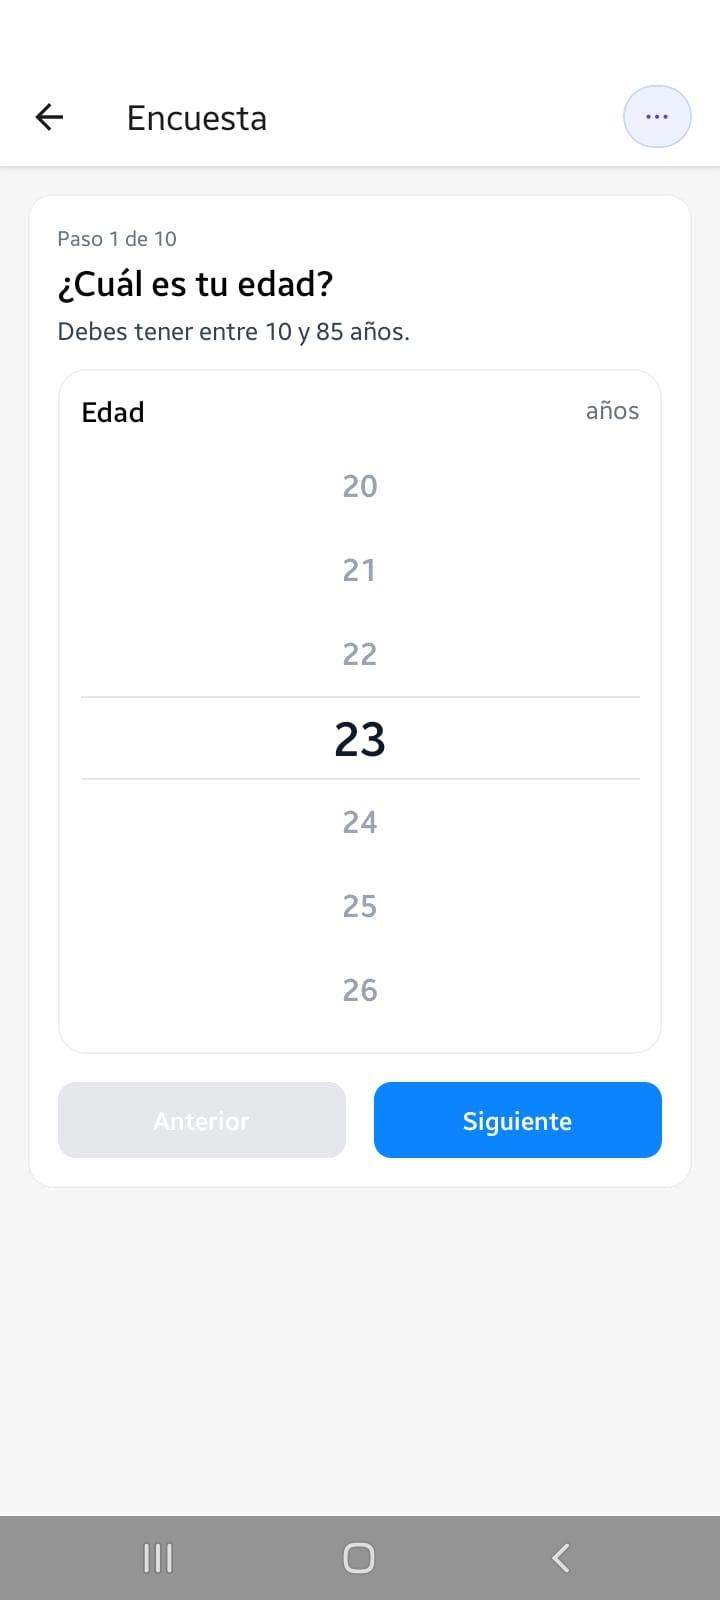 Encuesta
Paso 1 de 10
¿Cuál es tu edad?
Debes tener entre 10 y 85 años.
Edad años
20
21
22
23
24
25
26
Anterior Siguiente